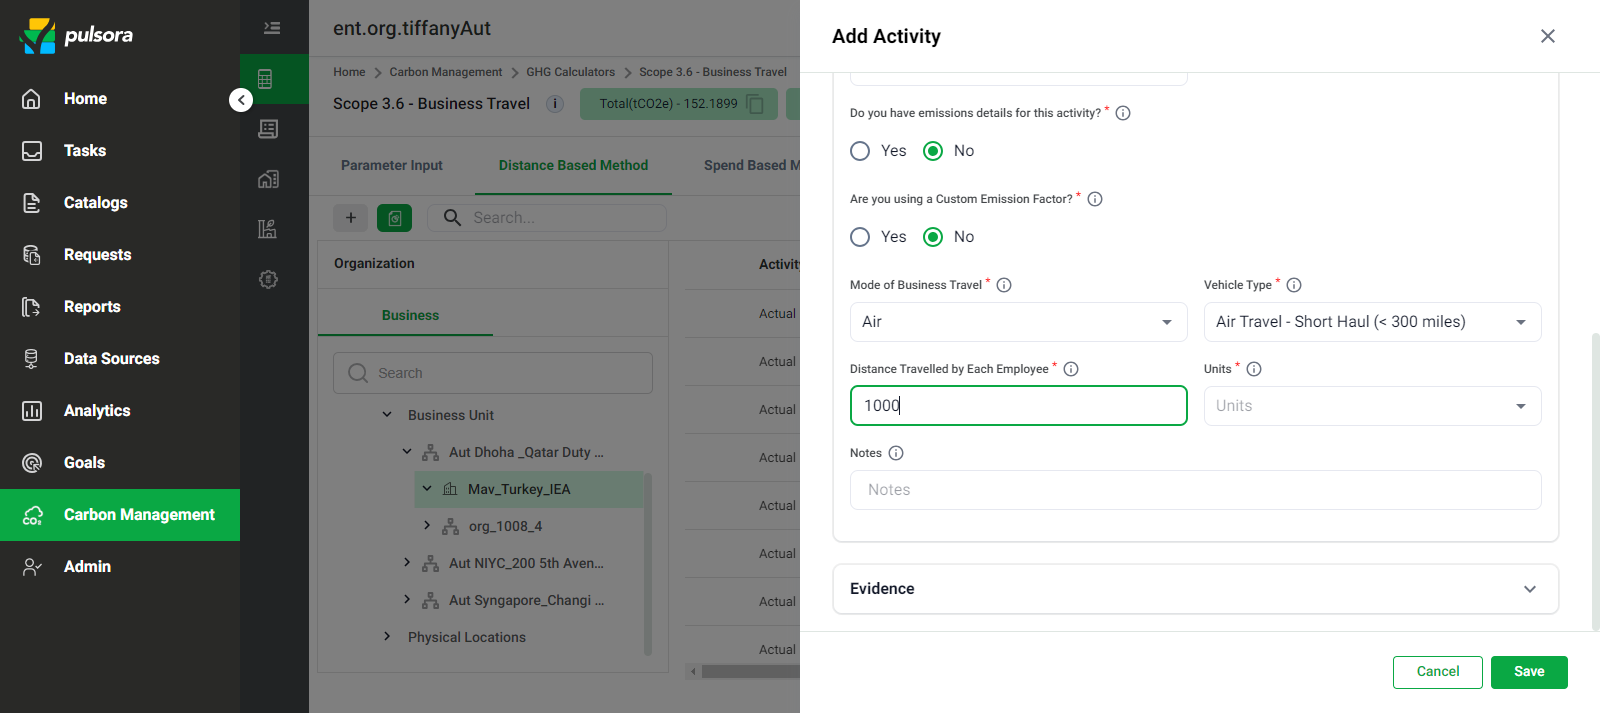 pulsora
Home
Tasks
Catalogs
Requests
Reports
Data Sources
Analytics
Goals
Carbon Management
Admin
ent.org.tiffanyAut
Home > Carbon Management > GHG Calculators > Scope 3.6 - Business Travel
Scope 3.6 - Business Travel
Total(tCO2e) - 152.1899
Parameter Input
Distance Based Method
Spend Based M
Search...
Organization
Business
Search
Business Unit
Aut Dhoha _Qatar Duty ...
Mav_Turkey_IEA
org_1008_4
Aut NIYC_200 5th Aven...
Aut Syngapore_Changi ...
Physical Locations
Activity
Actual
Actual
Actual
Actual
Actual
Actual
Actual
Actual
Add Activity
Do you have emissions details for this activity? *
Yes No
Are you using a Custom Emission Factor? *
Yes No
Mode of Business Travel *
Air
Vehicle Type *
Air Travel - Short Haul (< 300 miles)
Distance Travelled by Each Employee *
1000
Units *
Units
Notes
Notes
Evidence
Cancel
Save